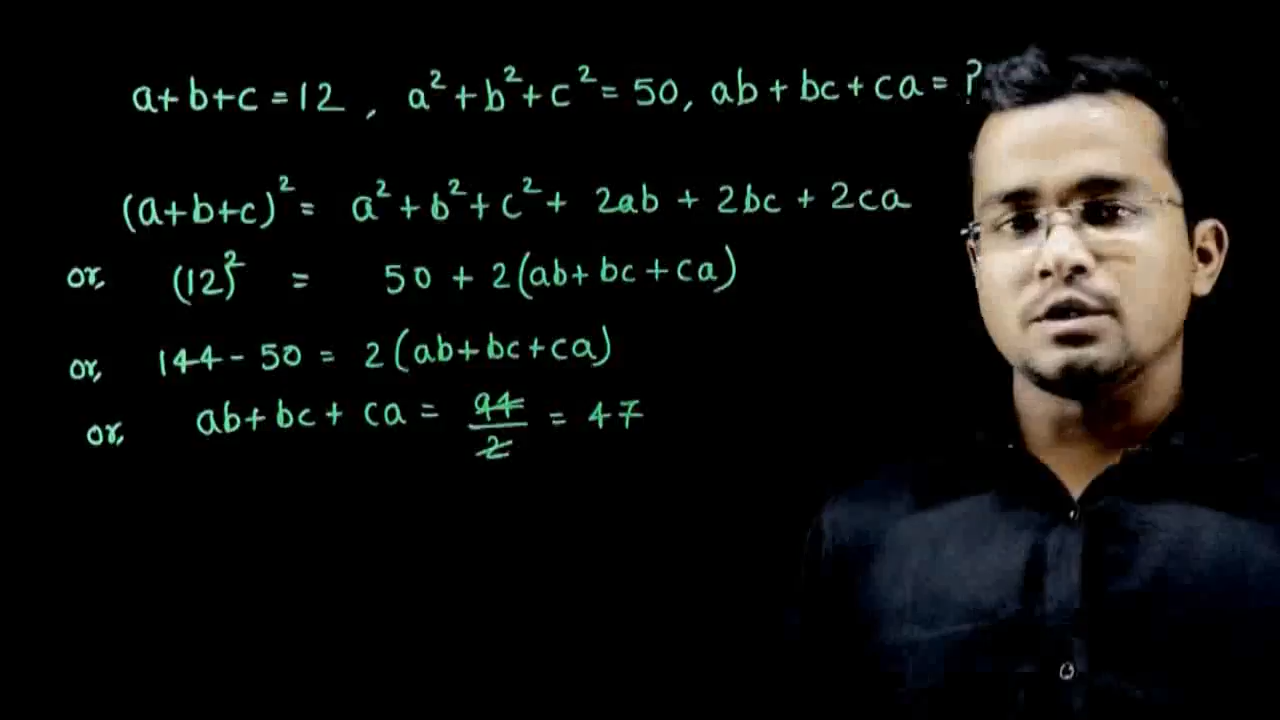 a+b+c=12, a²+b²+c²=50, ab+bc+ca=?
(a+b+c)² = a²+b²+c²+ 2ab + 2bc + 2ca
or, (12)² = 50 + 2(ab+bc+ca)
or, 144-50 = 2(ab+bc+ca)
or, ab+bc+ca = 94/2 = 47